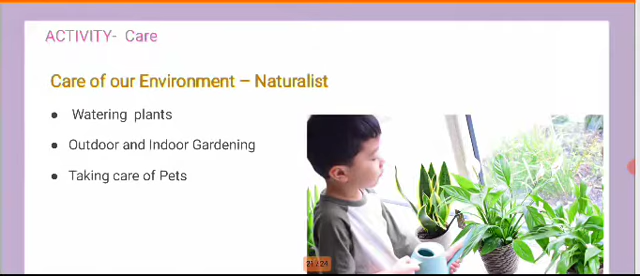 ACTIVITY- Care
Care of our Environment – Naturalist
● Watering plants
● Outdoor and Indoor Gardening
● Taking care of Pets